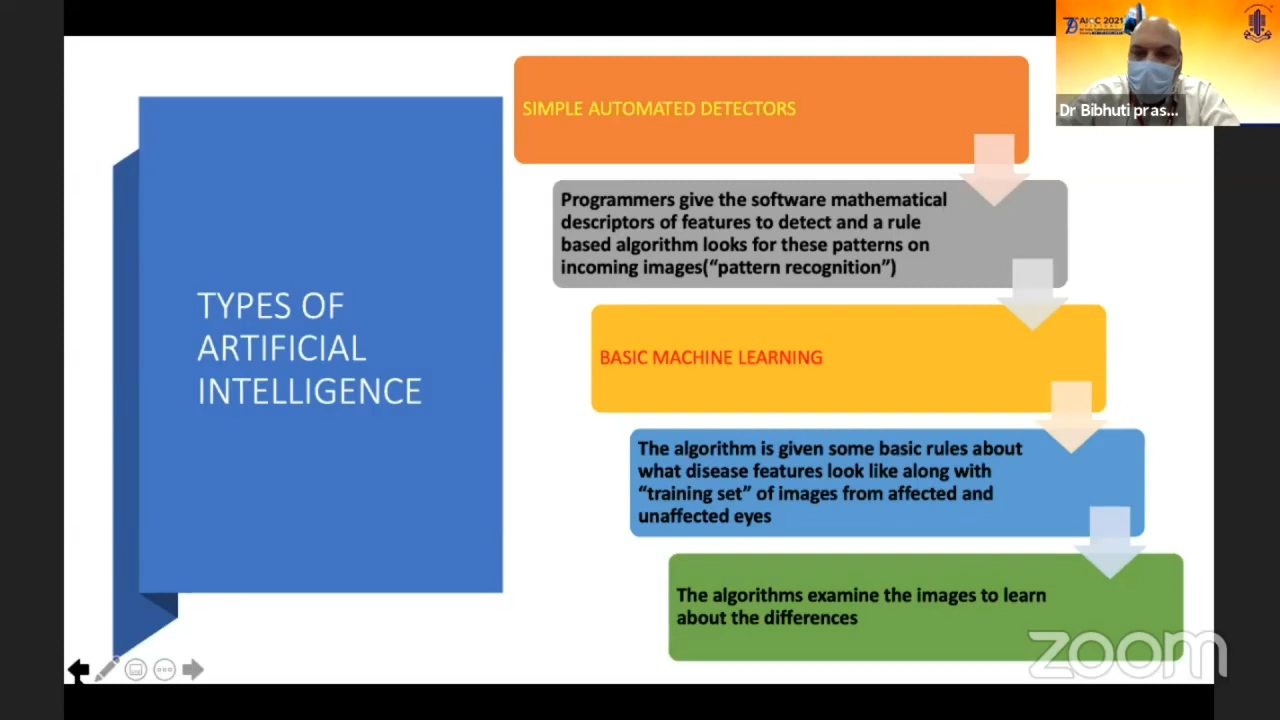 AIOC 2021
Dr Bibhuti pras...
SIMPLE AUTOMATED DETECTORS
Programmers give the software mathematical
descriptors of features to detect and a rule
based algorithm looks for these patterns on
incoming images(“pattern recognition”)
TYPES OF
ARTIFICIAL
INTELLIGENCE
BASIC MACHINE LEARNING
The algorithm is given some basic rules about
what disease features look like along with
“training set” of images from affected and
unaffected eyes
The algorithms examine the images to learn
about the differences
zoom